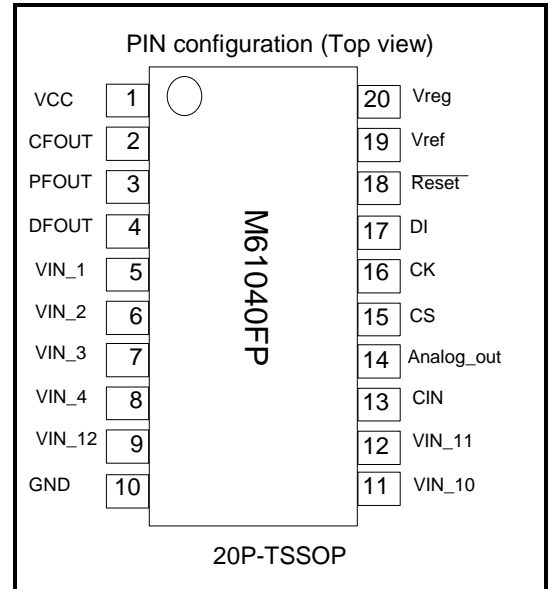 PIN configuration (Top view)
VCC 1 20 Vreg
CFOUT 2 19 Vref
PFOUT 3 18 Reset
DFOUT 4 17 DI
VIN_1 5 16 CK
VIN_2 6 15 CS
VIN_3 7 14 Analog_out
VIN_4 8 13 CIN
VIN_12 9 12 VIN_11
GND 10 11 VIN_10
M61040FP
20P-TSSOP